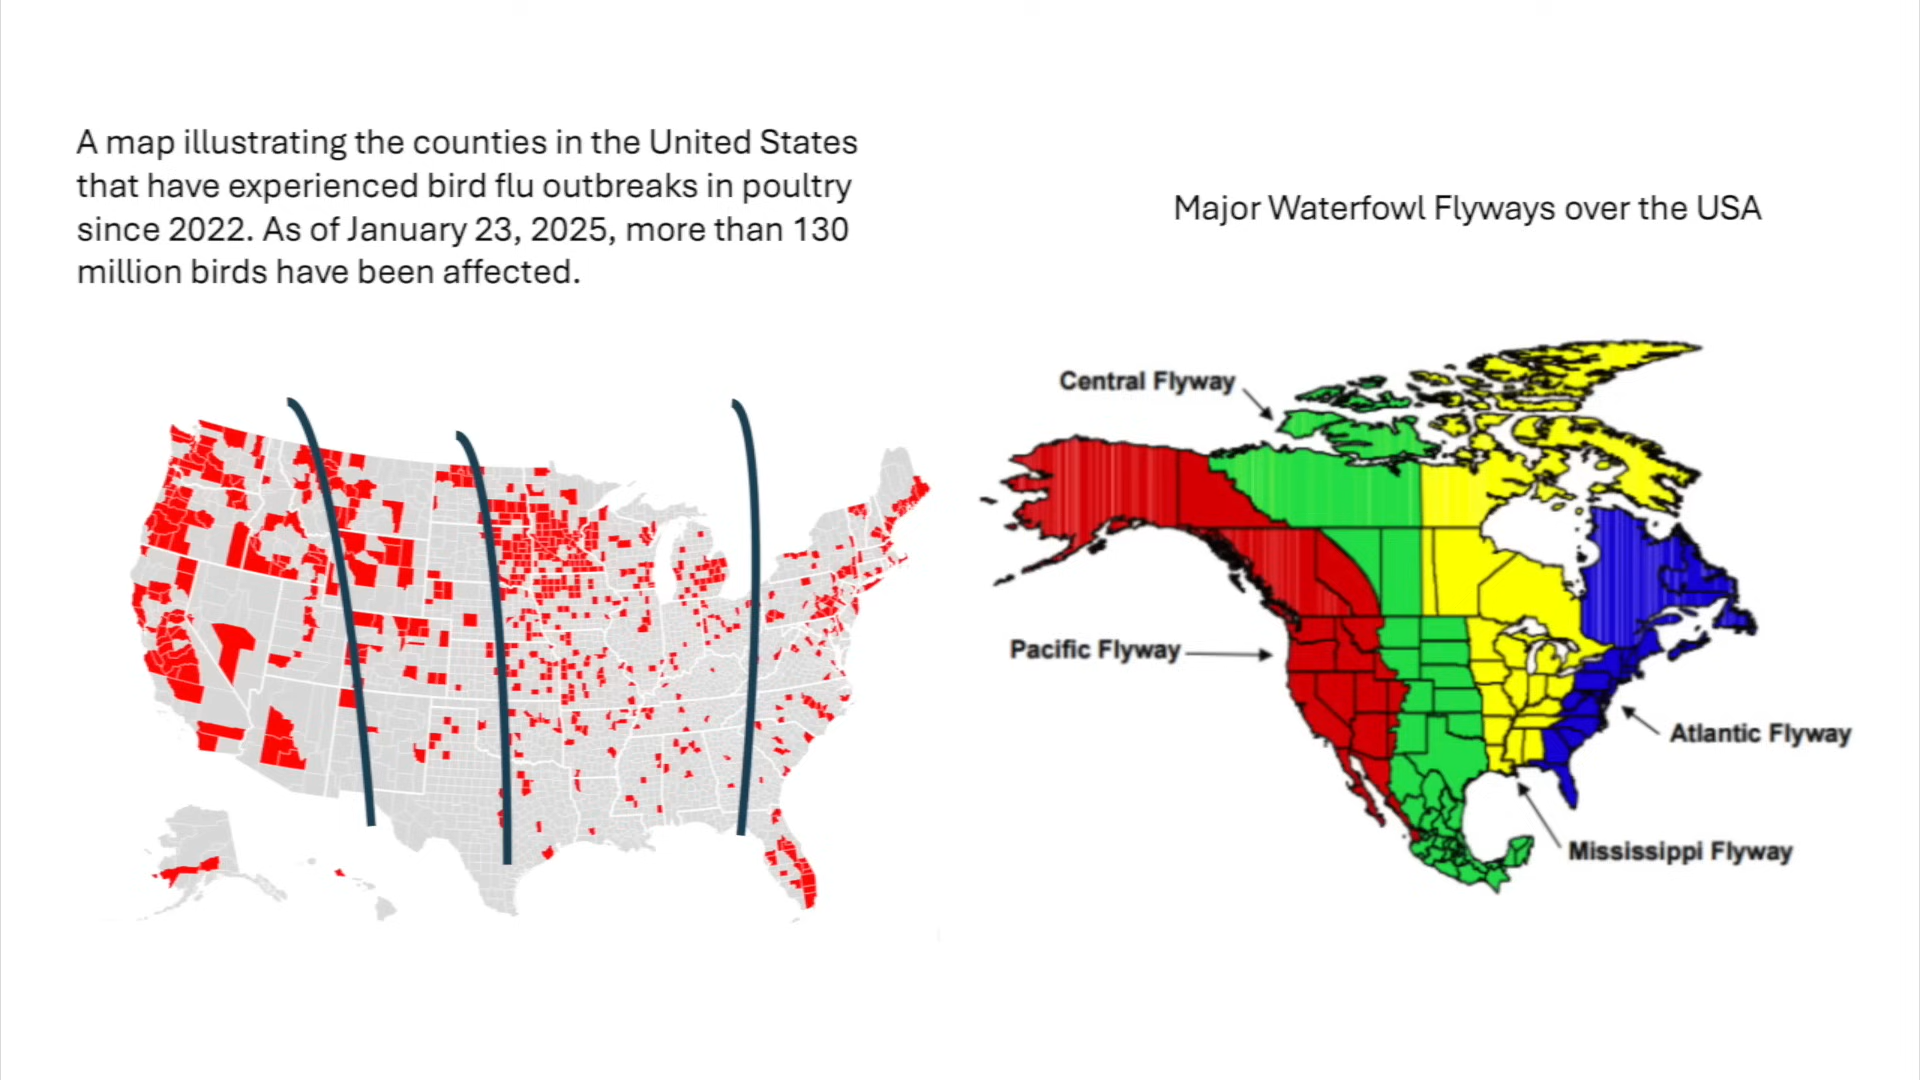 A map illustrating the counties in the United States
that have experienced bird flu outbreaks in poultry
since 2022. As of January 23, 2025, more than 130
million birds have been affected.
Major Waterfowl Flyways over the USA
Central Flyway
Pacific Flyway
Atlantic Flyway
Mississippi Flyway